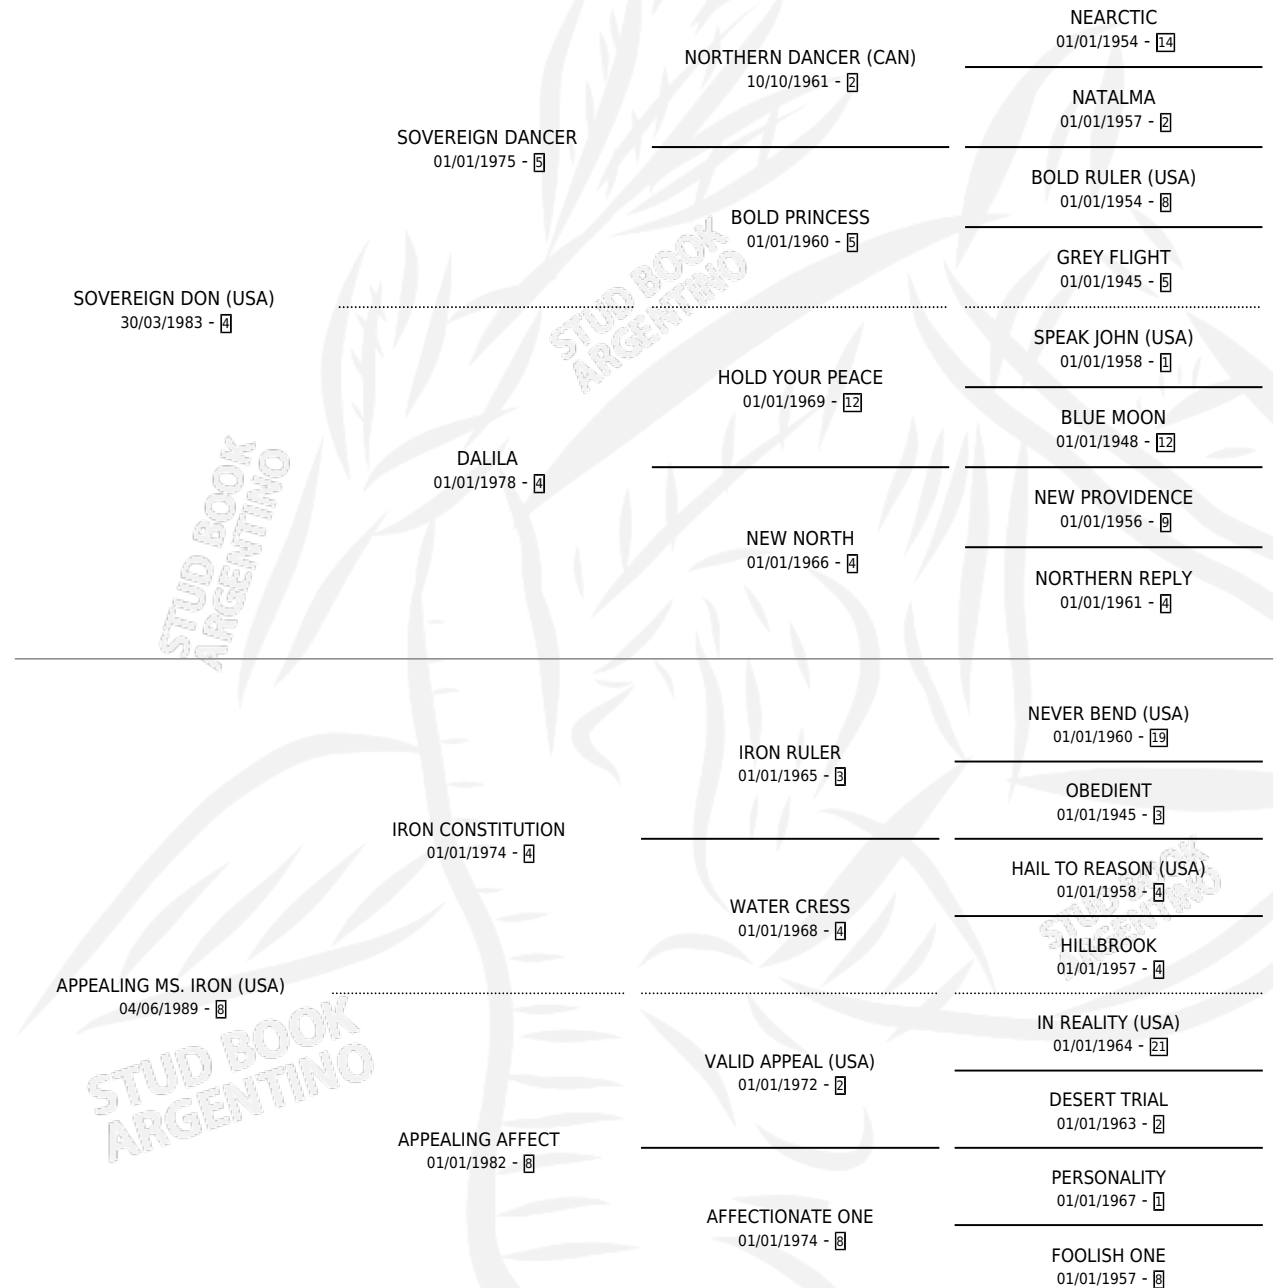 NEARCTIC
01/01/1954 - 14
NORTHERN DANCER (CAN)
10/10/1961 - 2
NATALMA
01/01/1957 - 2
SOVEREIGN DANCER
01/01/1975 - 5
BOLD RULER (USA)
01/01/1954 - 8
BOLD PRINCESS
01/01/1960 - 5
GREY FLIGHT
01/01/1945 - 5
SOVEREIGN DON (USA)
30/03/1983 - 4
SPEAK JOHN (USA)
01/01/1958 - 1
HOLD YOUR PEACE
01/01/1969 - 12
BLUE MOON
01/01/1948 - 12
DALILA
01/01/1978 - 4
NEW PROVIDENCE
01/01/1956 - 9
NEW NORTH
01/01/1966 - 4
NORTHERN REPLY
01/01/1961 - 4
NEVER BEND (USA)
01/01/1960 - 19
IRON RULER
01/01/1965 - 3
OBEDIENT
01/01/1945 - 3
IRON CONSTITUTION
01/01/1974 - 4
HAIL TO REASON (USA)
01/01/1958 - 4
WATER CRESS
01/01/1968 - 4
HILLBROOK
01/01/1957 - 4
APPEALING MS. IRON (USA)
04/06/1989 - 8
IN REALITY (USA)
01/01/1964 - 21
VALID APPEAL (USA)
01/01/1972 - 2
DESERT TRIAL
01/01/1963 - 2
APPEALING AFFECT
01/01/1982 - 8
PERSONALITY
01/01/1967 - 1
AFFECTIONATE ONE
01/01/1974 - 8
FOOLISH ONE
01/01/1957 - 8
STUD BOOK
ARGENTINO
STUD BOOK
ARGENTINO
STUD BOOK
ARGENTINO
STUD BOOK
ARGENTINO